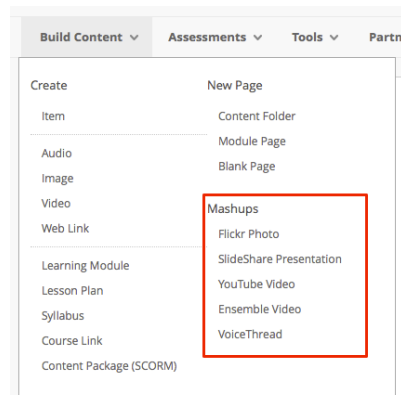 Build Content Assessments Tools Partn
Create
Item
Audio
Image
Video
Web Link
Learning Module
Lesson Plan
Syllabus
Course Link
Content Package (SCORM)
New Page
Content Folder
Module Page
Blank Page
Mashups
Flickr Photo
SlideShare Presentation
YouTube Video
Ensemble Video
VoiceThread